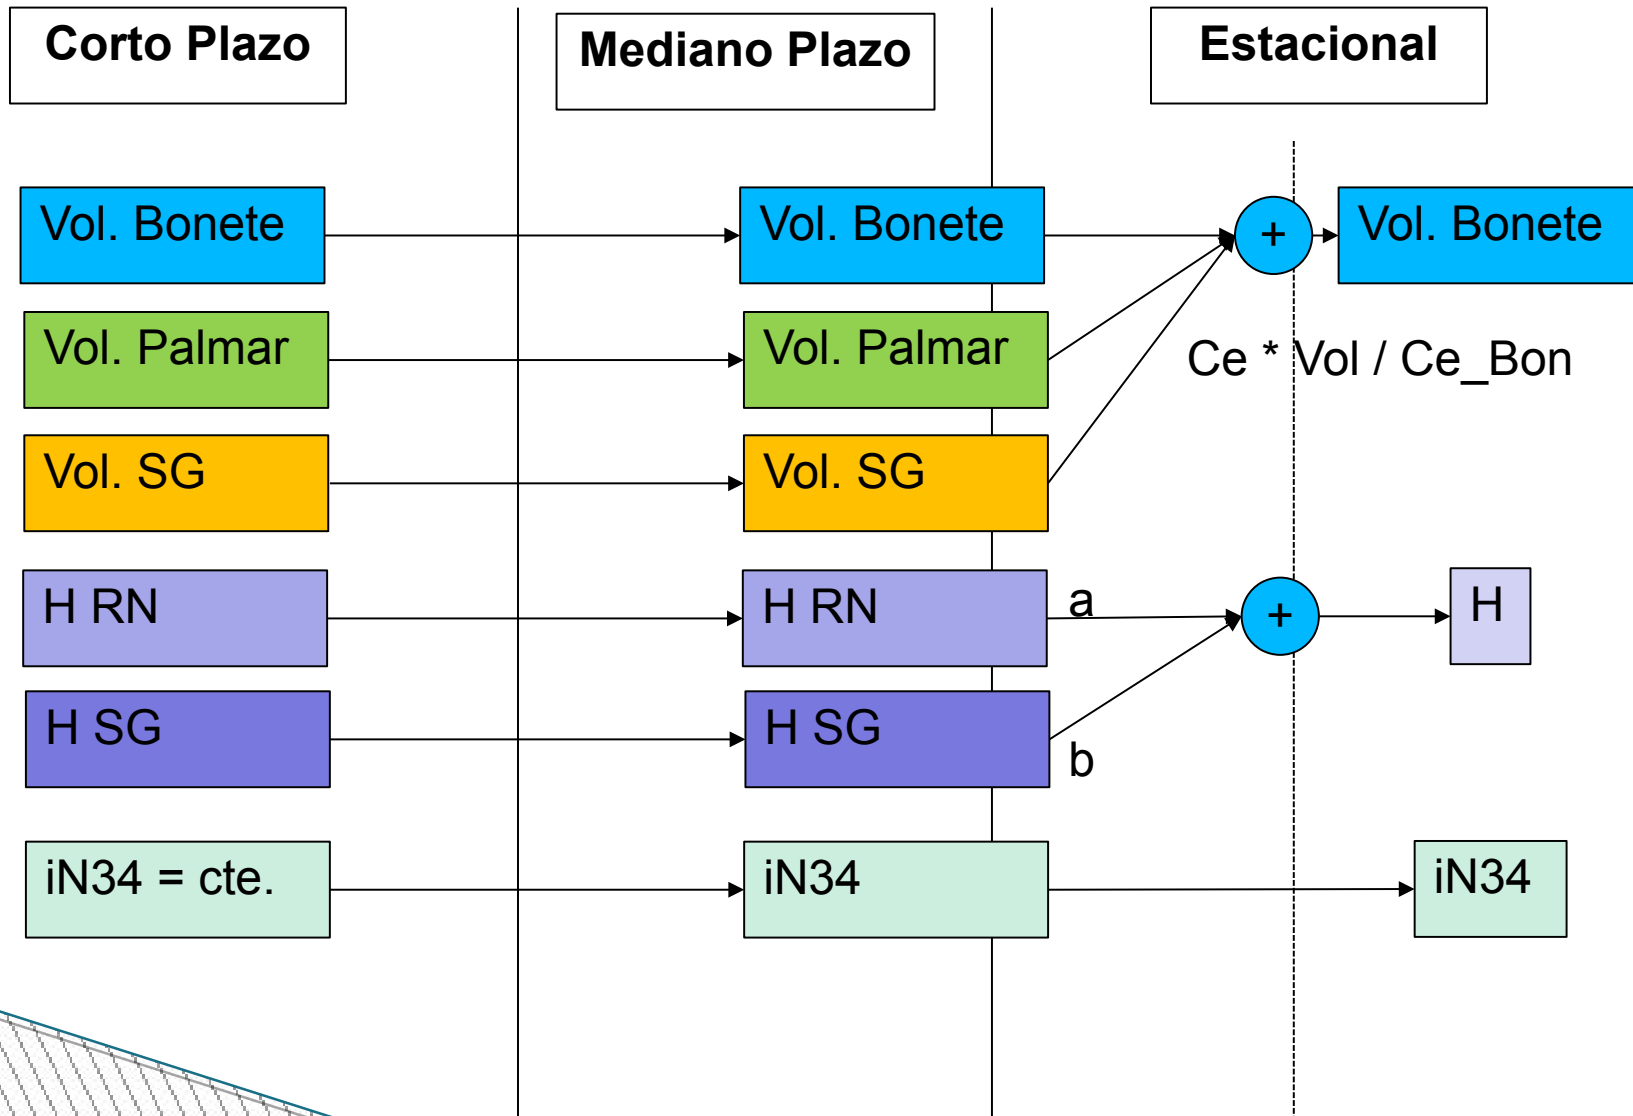 Corto Plazo
Mediano Plazo
Estacional
Vol. Bonete
Vol. Bonete
+
Vol. Bonete
Vol. Palmar
Vol. Palmar
Ce * Vol / Ce_Bon
Vol. SG
Vol. SG
H RN
H RN
a
+
H
H SG
H SG
b
iN34 = cte.
iN34
iN34